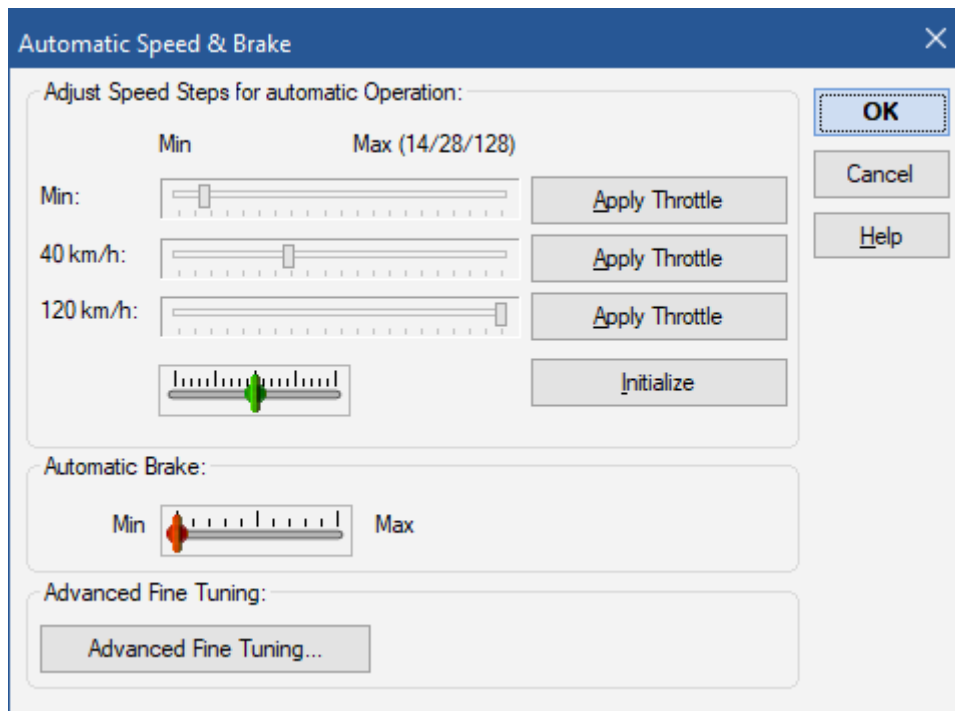 Automatic Speed & Brake
Adjust Speed Steps for automatic Operation:
Min Max (14/28/128)
OK
Min: Apply Throttle
Cancel
40 km/h: Apply Throttle
Help
120 km/h: Apply Throttle
Initialize
Automatic Brake:
Min Max
Advanced Fine Tuning:
Advanced Fine Tuning...